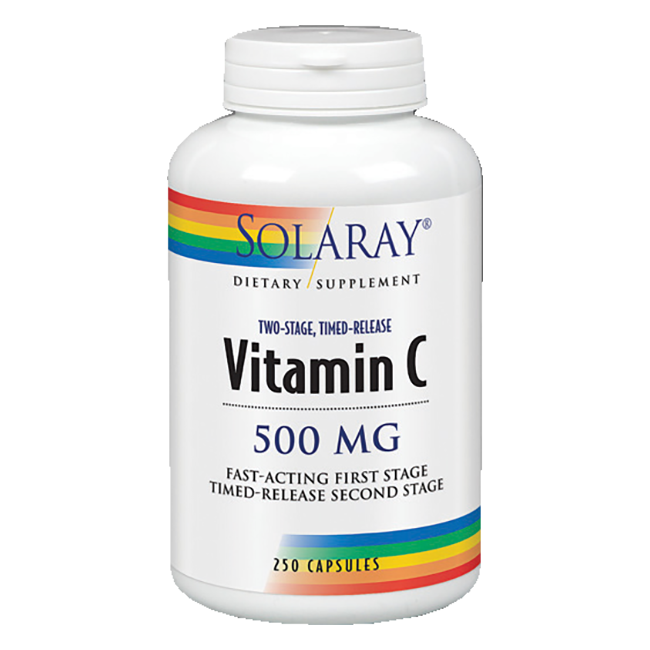 SOLARAY®
DIETARY SUPPLEMENT
TWO-STAGE, TIMED-RELEASE
Vitamin C
500 MG
FAST-ACTING FIRST STAGE
TIMED-RELEASE SECOND STAGE
250 CAPSULES